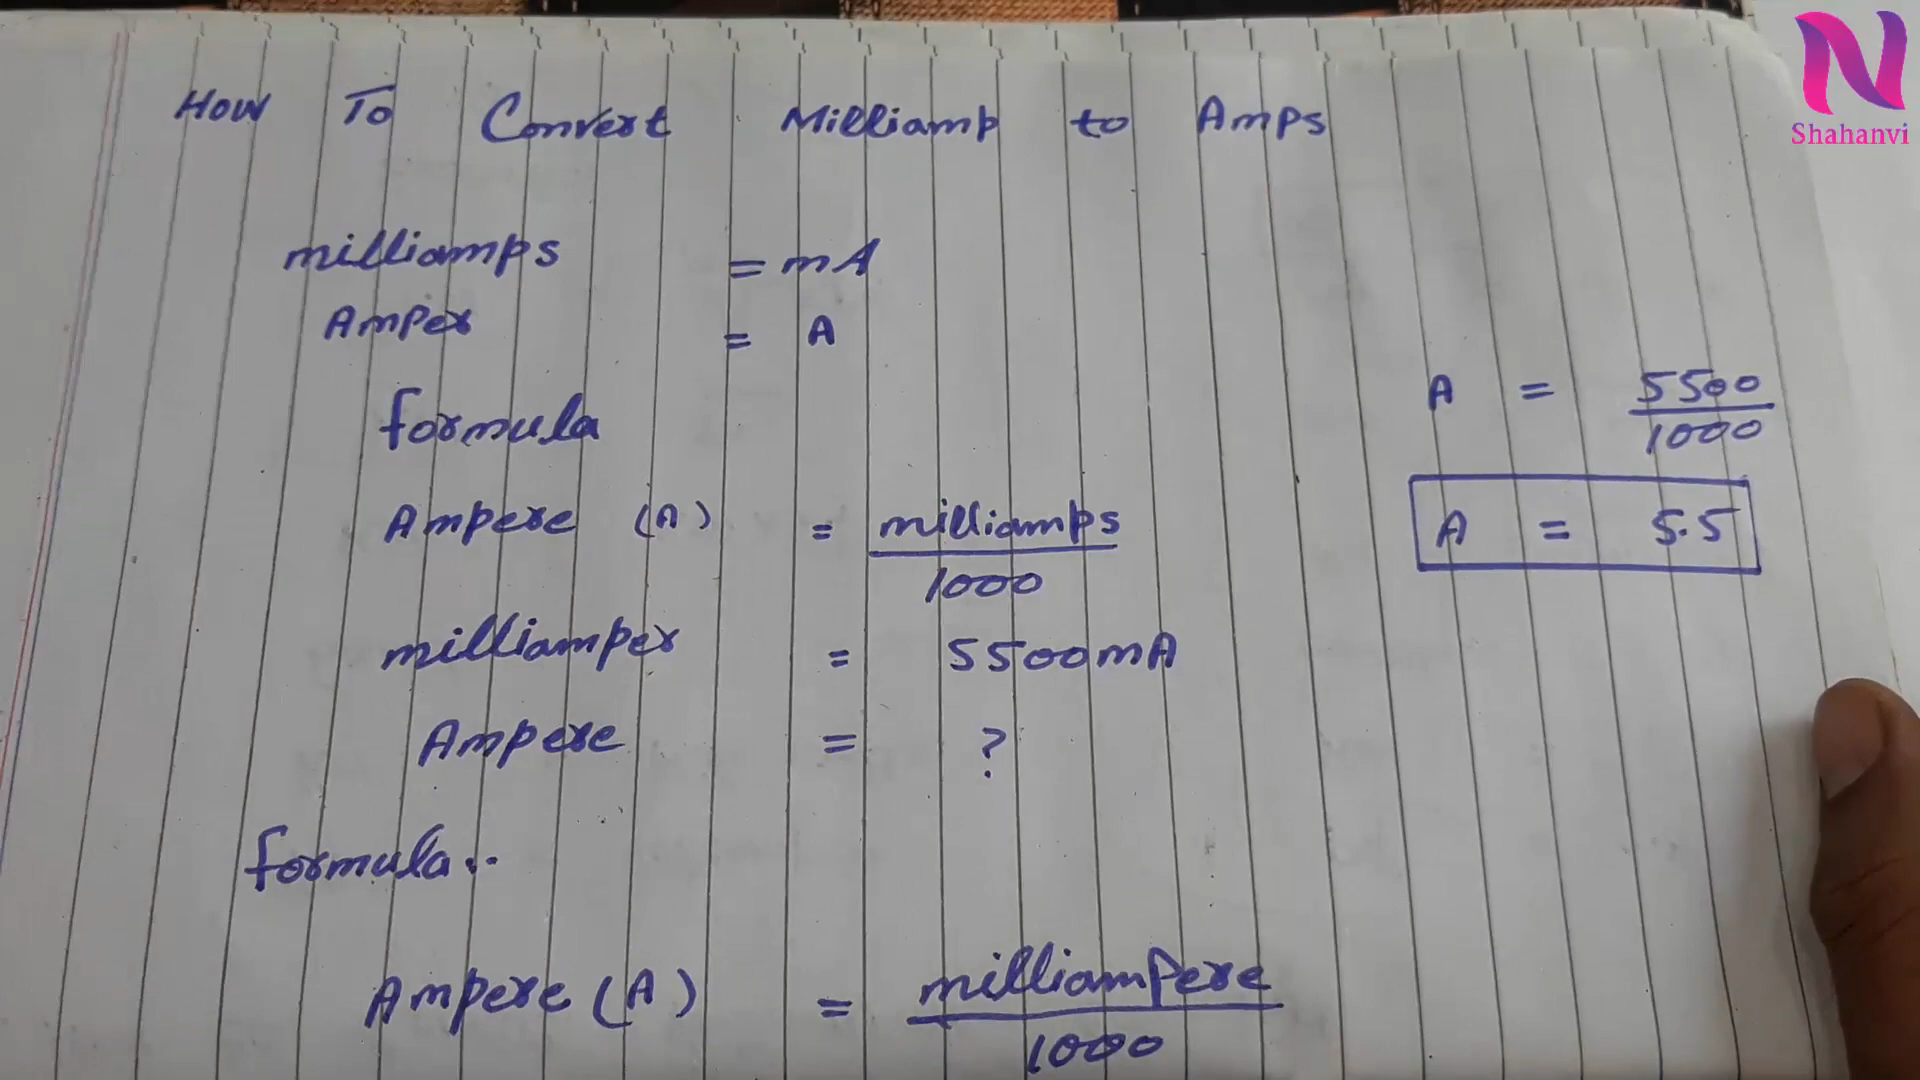 How To Convert Milliamp to Amps
milliamps = mA
Amper = A
formula
Ampere (A) = milliamps
1000
milliamper = 5500mA
Ampere = ?
formula..
Ampere (A) = milliampere
1000
A = 5500
1000
A = 5.5
N
Shahanvi